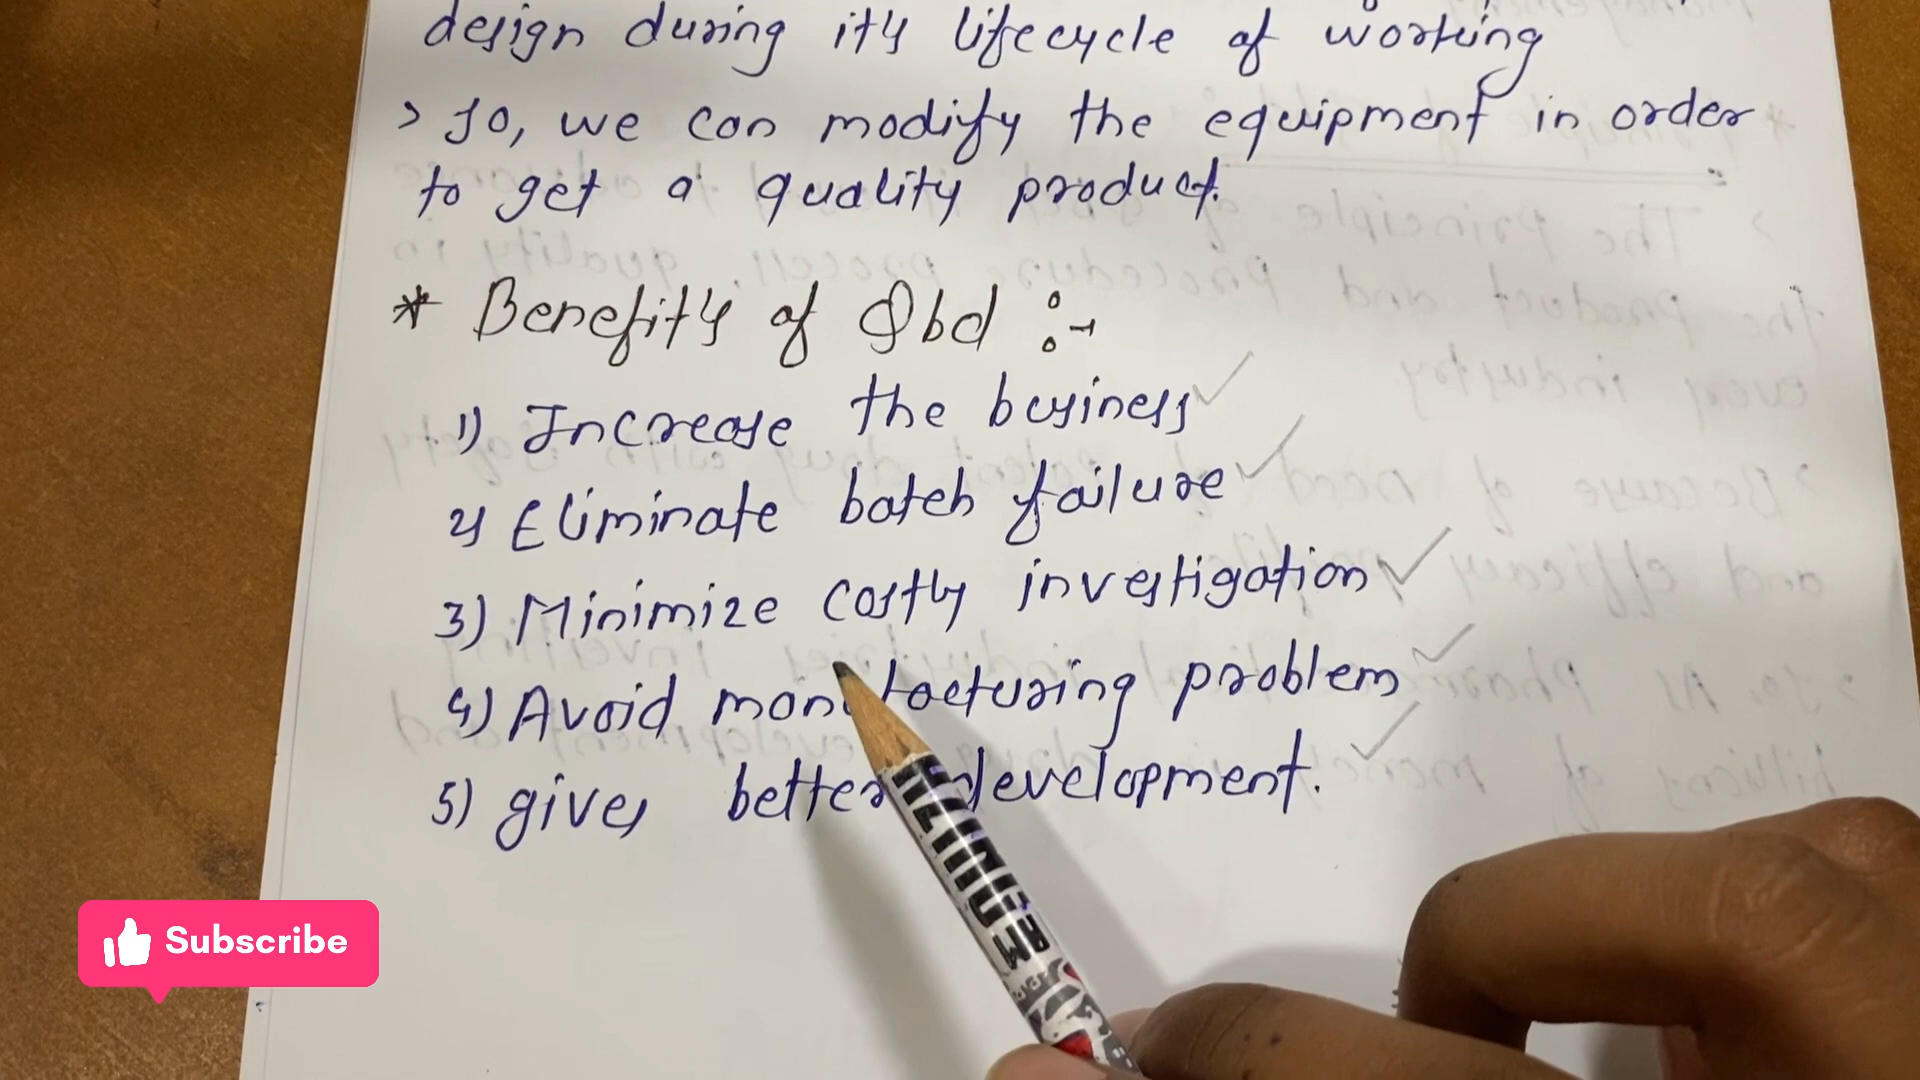 design during it's lifecycle of working
> so, we can modify the equipment in order
to get a quality product.
* Benefit's of Qbd :-
1) Increase the business
2) Eliminate batch failure
3) Minimize costly investigation
4) Avoid manufacturing problem
5) gives better development.
Subscribe